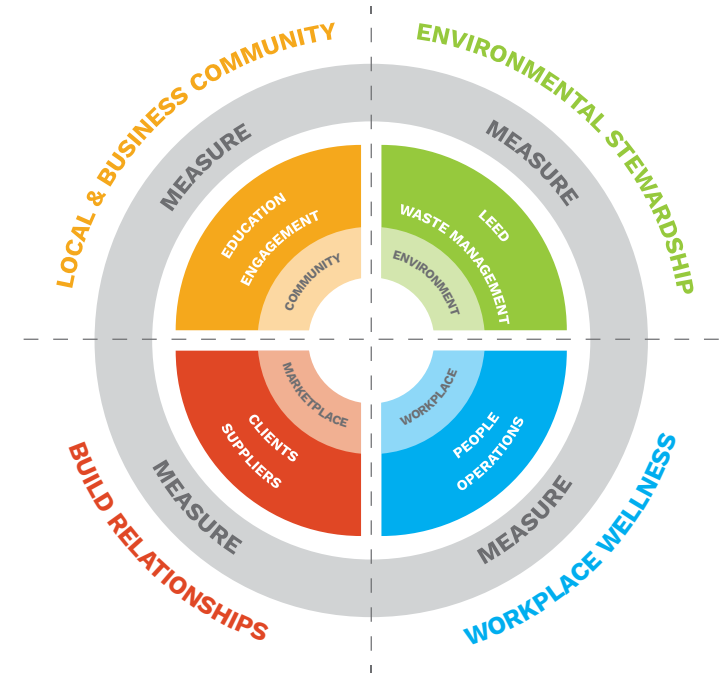 LOCAL & BUSINESS COMMUNITY
ENVIRONMENTAL STEWARDSHIP
MEASURE
MEASURE
EDUCATION
ENGAGEMENT
COMMUNITY
LEED
WASTE MANAGEMENT
ENVIRONMENT
MARKETPLACE
CLIENTS
SUPPLIERS
WORKPLACE
PEOPLE
OPERATIONS
MEASURE
MEASURE
BUILD RELATIONSHIPS
WORKPLACE WELLNESS